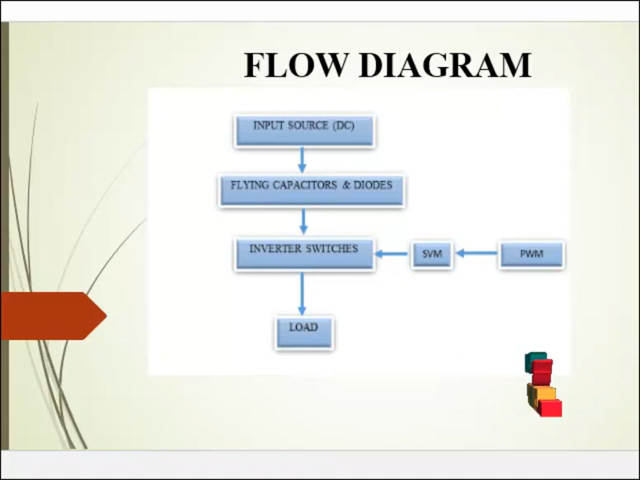 FLOW DIAGRAM
INPUT SOURCE (DC)
FLYING CAPACITORS & DIODES
INVERTER SWITCHES
SVM
PWM
LOAD